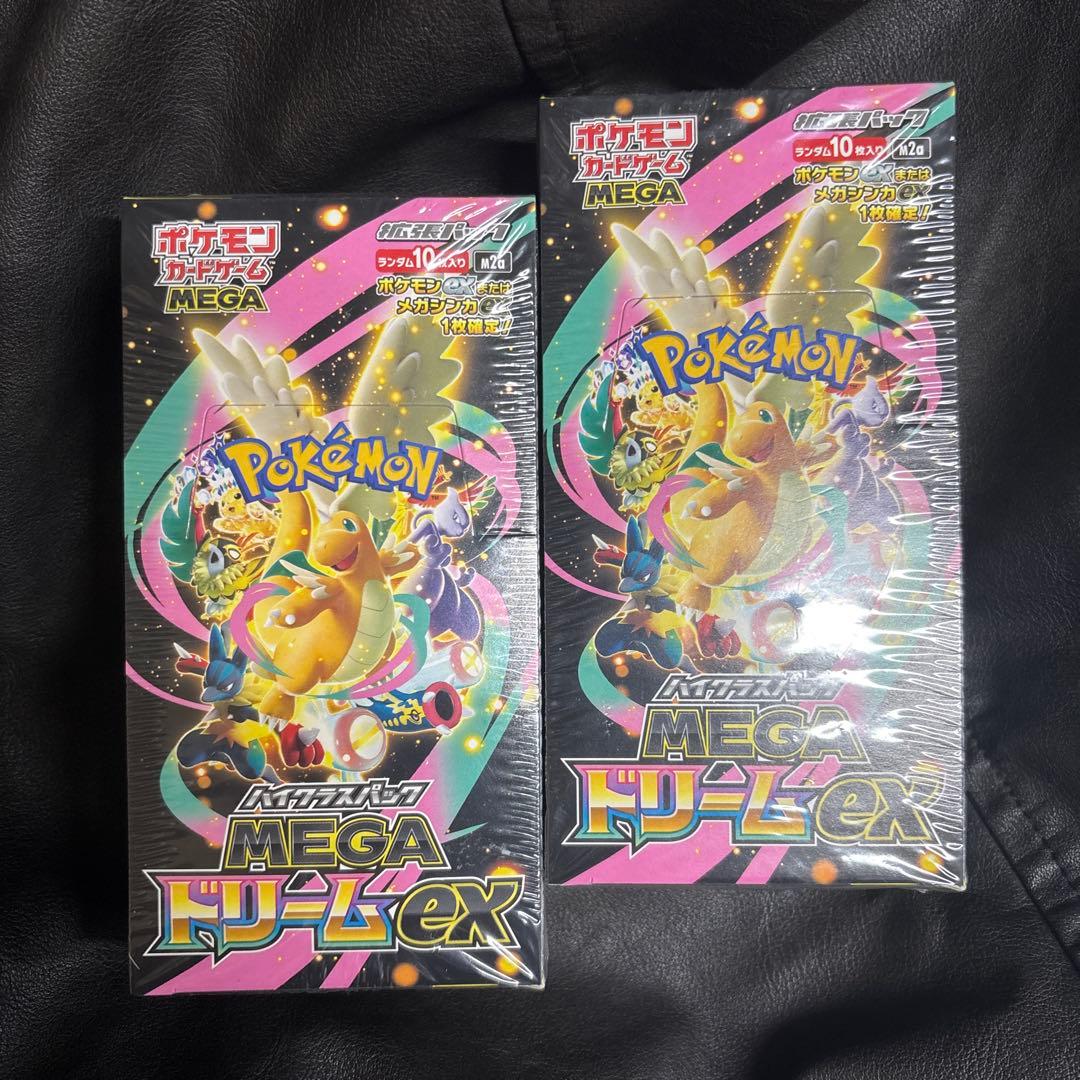 ポケモン
カードゲーム
MEGA
拡張パック
ランダム10枚入り M2a
ポケモンexまたは
メガシンカex
1枚確定!
POKéMON
ハイクラスパック
MEGA
ドリームex
ポケモン
カードゲーム
MEGA
拡張パック
ランダム10枚入り M2a
ポケモンexまたは
メガシンカex
1枚確定!
POKéMON
ハイクラスパック
MEGA
ドリームex